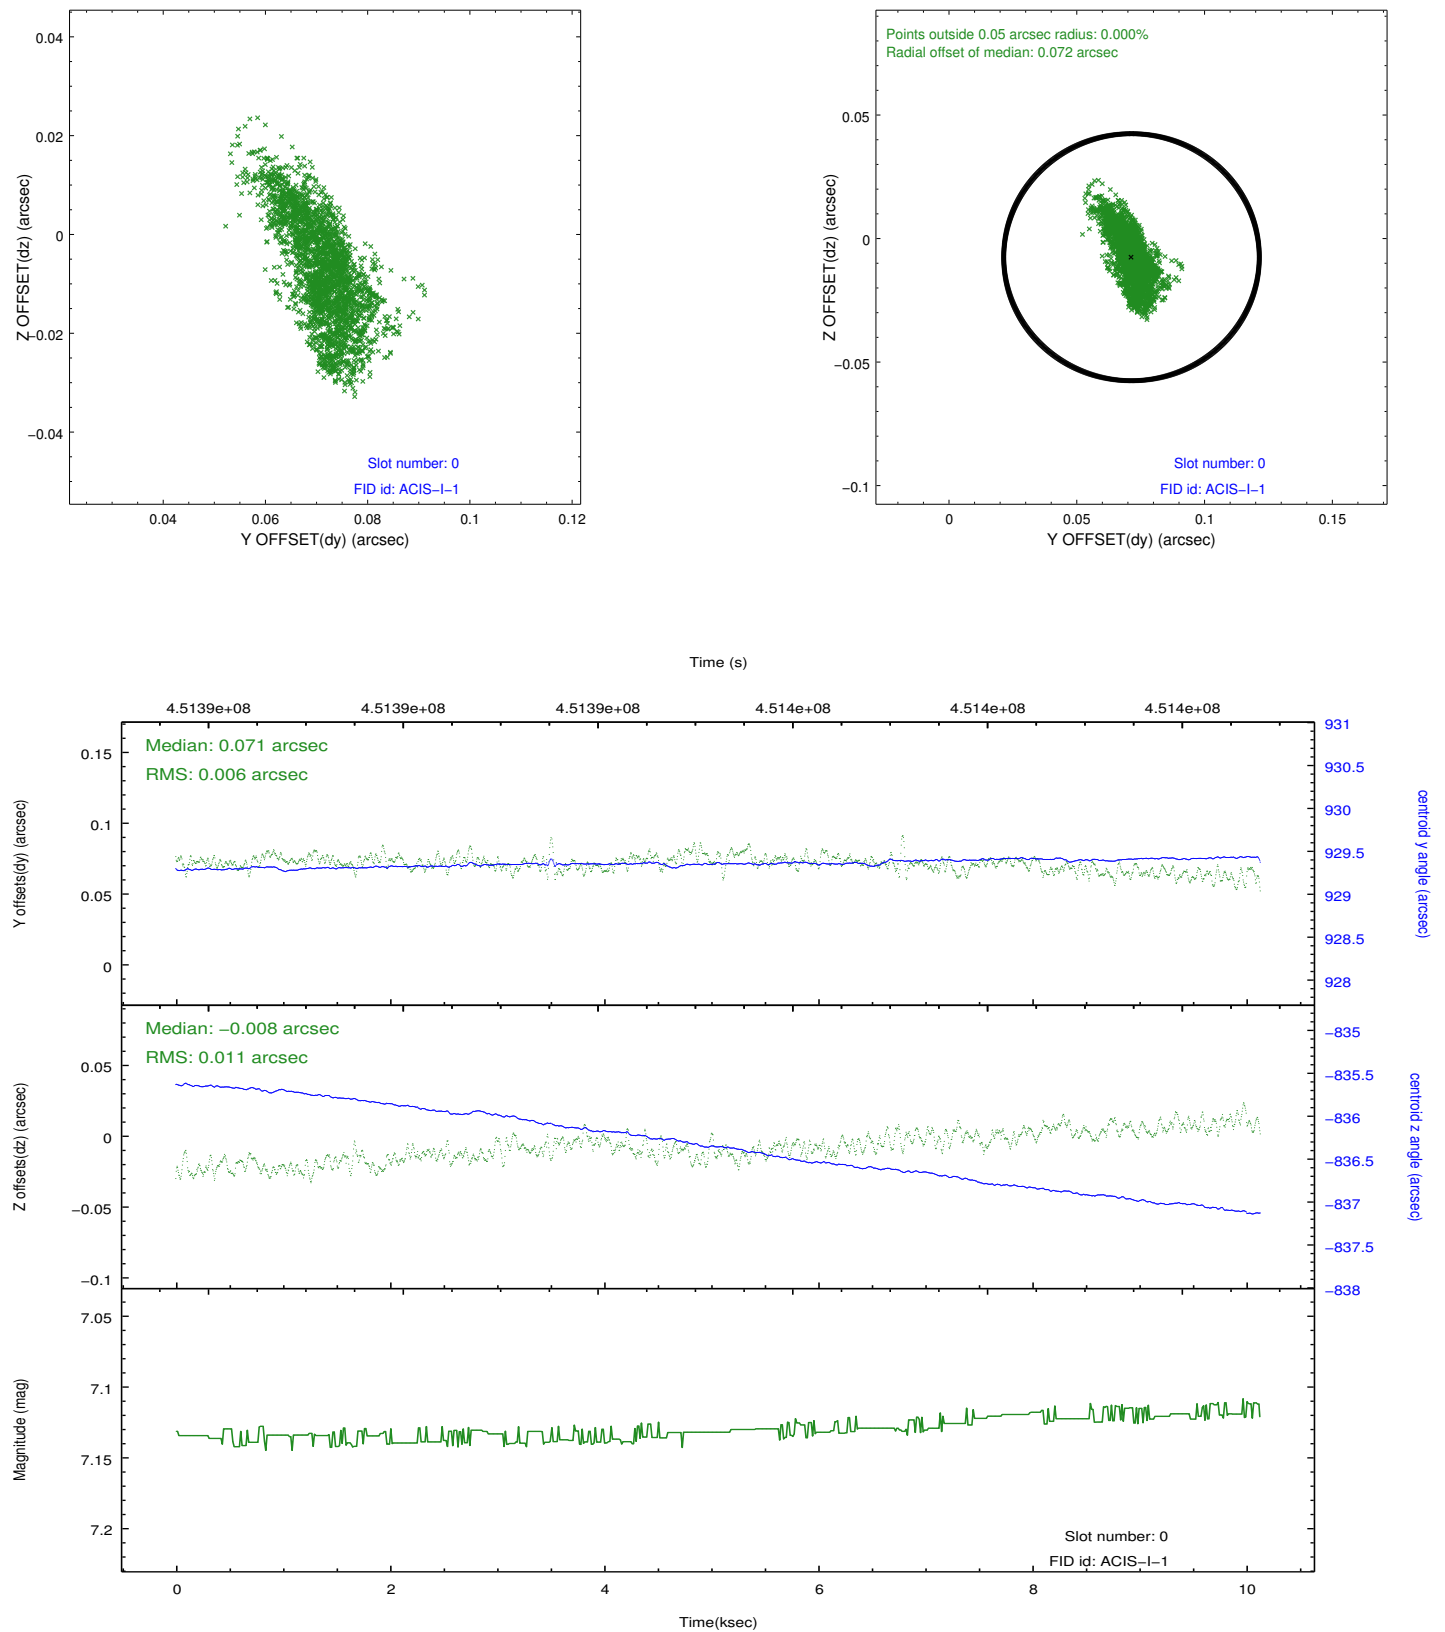 0.04
0.02
0
−0.02
−0.04
Z OFFSET(dz) (arcsec)
Slot number: 0
FID id: ACIS−I−1
0.04
0.06
0.08
0.1
0.12
Y OFFSET(dy) (arcsec)
Points outside 0.05 arcsec radius: 0.000%
Radial offset of median: 0.072 arcsec
0.05
0
−0.05
−0.1
Z OFFSET(dz) (arcsec)
Slot number: 0
FID id: ACIS−I−1
0
0.05
0.1
0.15
Y OFFSET(dy) (arcsec)
Time (s)
4.5139e+08
4.5139e+08
4.5139e+08
4.514e+08
4.514e+08
4.514e+08
Median: 0.071 arcsec
RMS: 0.006 arcsec
0.15
0.1
0.05
0
Y offsets(dy) (arcsec)
931
930.5
930
929.5
929
928.5
928
centroid y angle (arcsec)
Median: −0.008 arcsec
RMS: 0.011 arcsec
0.05
0
−0.05
−0.1
Z offsets(dz) (arcsec)
−835
−835.5
−836
−836.5
−837
−837.5
−838
centroid z angle (arcsec)
7.05
7.1
7.15
7.2
Magnitude (mag)
Slot number: 0
FID id: ACIS−I−1
0
2
4
6
8
10
Time(ksec)